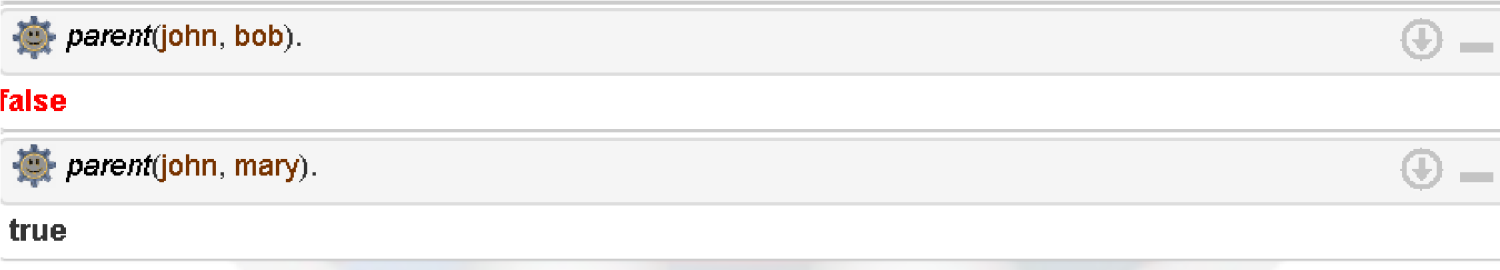 parent(john, bob).
false
parent(john, mary).
true